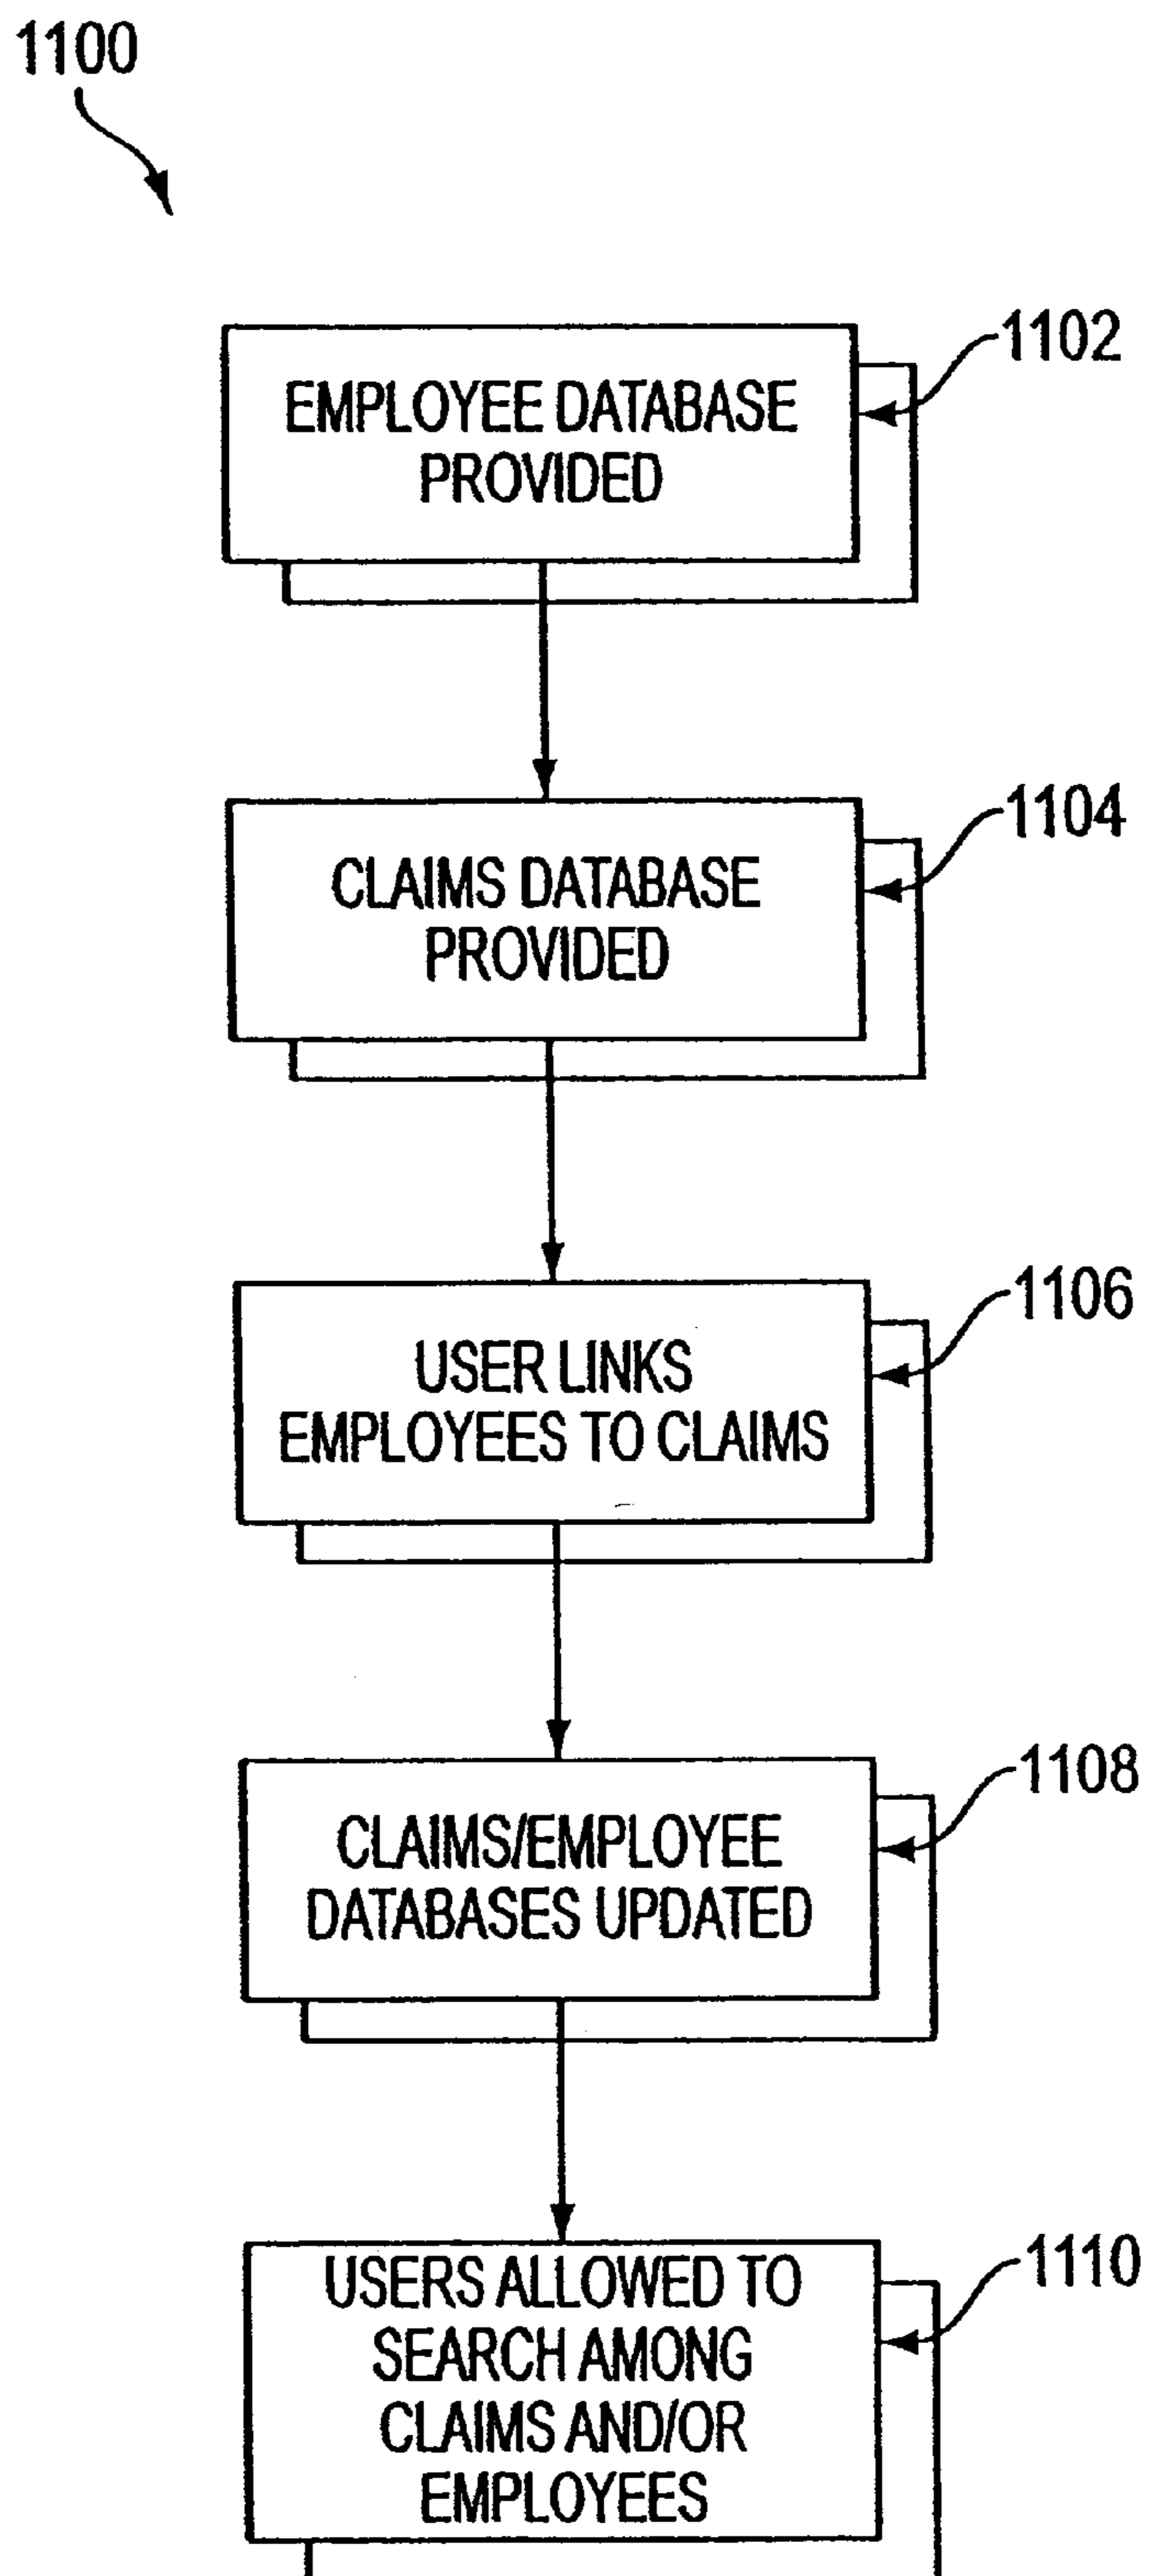 1100
1102
EMPLOYEE DATABASE
PROVIDED
1104
CLAIMS DATABASE
PROVIDED
1106
USER LINKS
EMPLOYEES TO CLAIMS
1108
CLAIMS/EMPLOYEE
DATABASES UPDATED
1110
USERS ALLOWED TO
SEARCH AMONG
CLAIMS AND/OR
EMPLOYEES